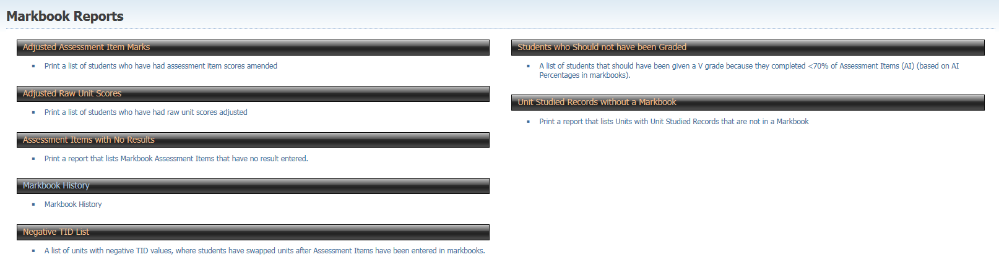 Markbook Reports
Adjusted Assessment Item Marks
Print a list of students who have had assessment item scores amended
Adjusted Raw Unit Scores
Print a list of students who have had raw unit scores adjusted
Assessment Items with No Results
Print a report that lists Markbook Assessment Items that have no result entered.
Markbook History
Markbook History
Negative TID List
A list of units with negative TID values, where students have swapped units after Assessment Items have been entered in markbooks.
Students who Should not have been Graded
A list of students that should have been given a V grade because they completed <70% of Assessment Items (AI) (based on AI
Percentages in markbooks).
Unit Studied Records without a Markbook
Print a report that lists Units with Unit Studied Records that are not in a Markbook